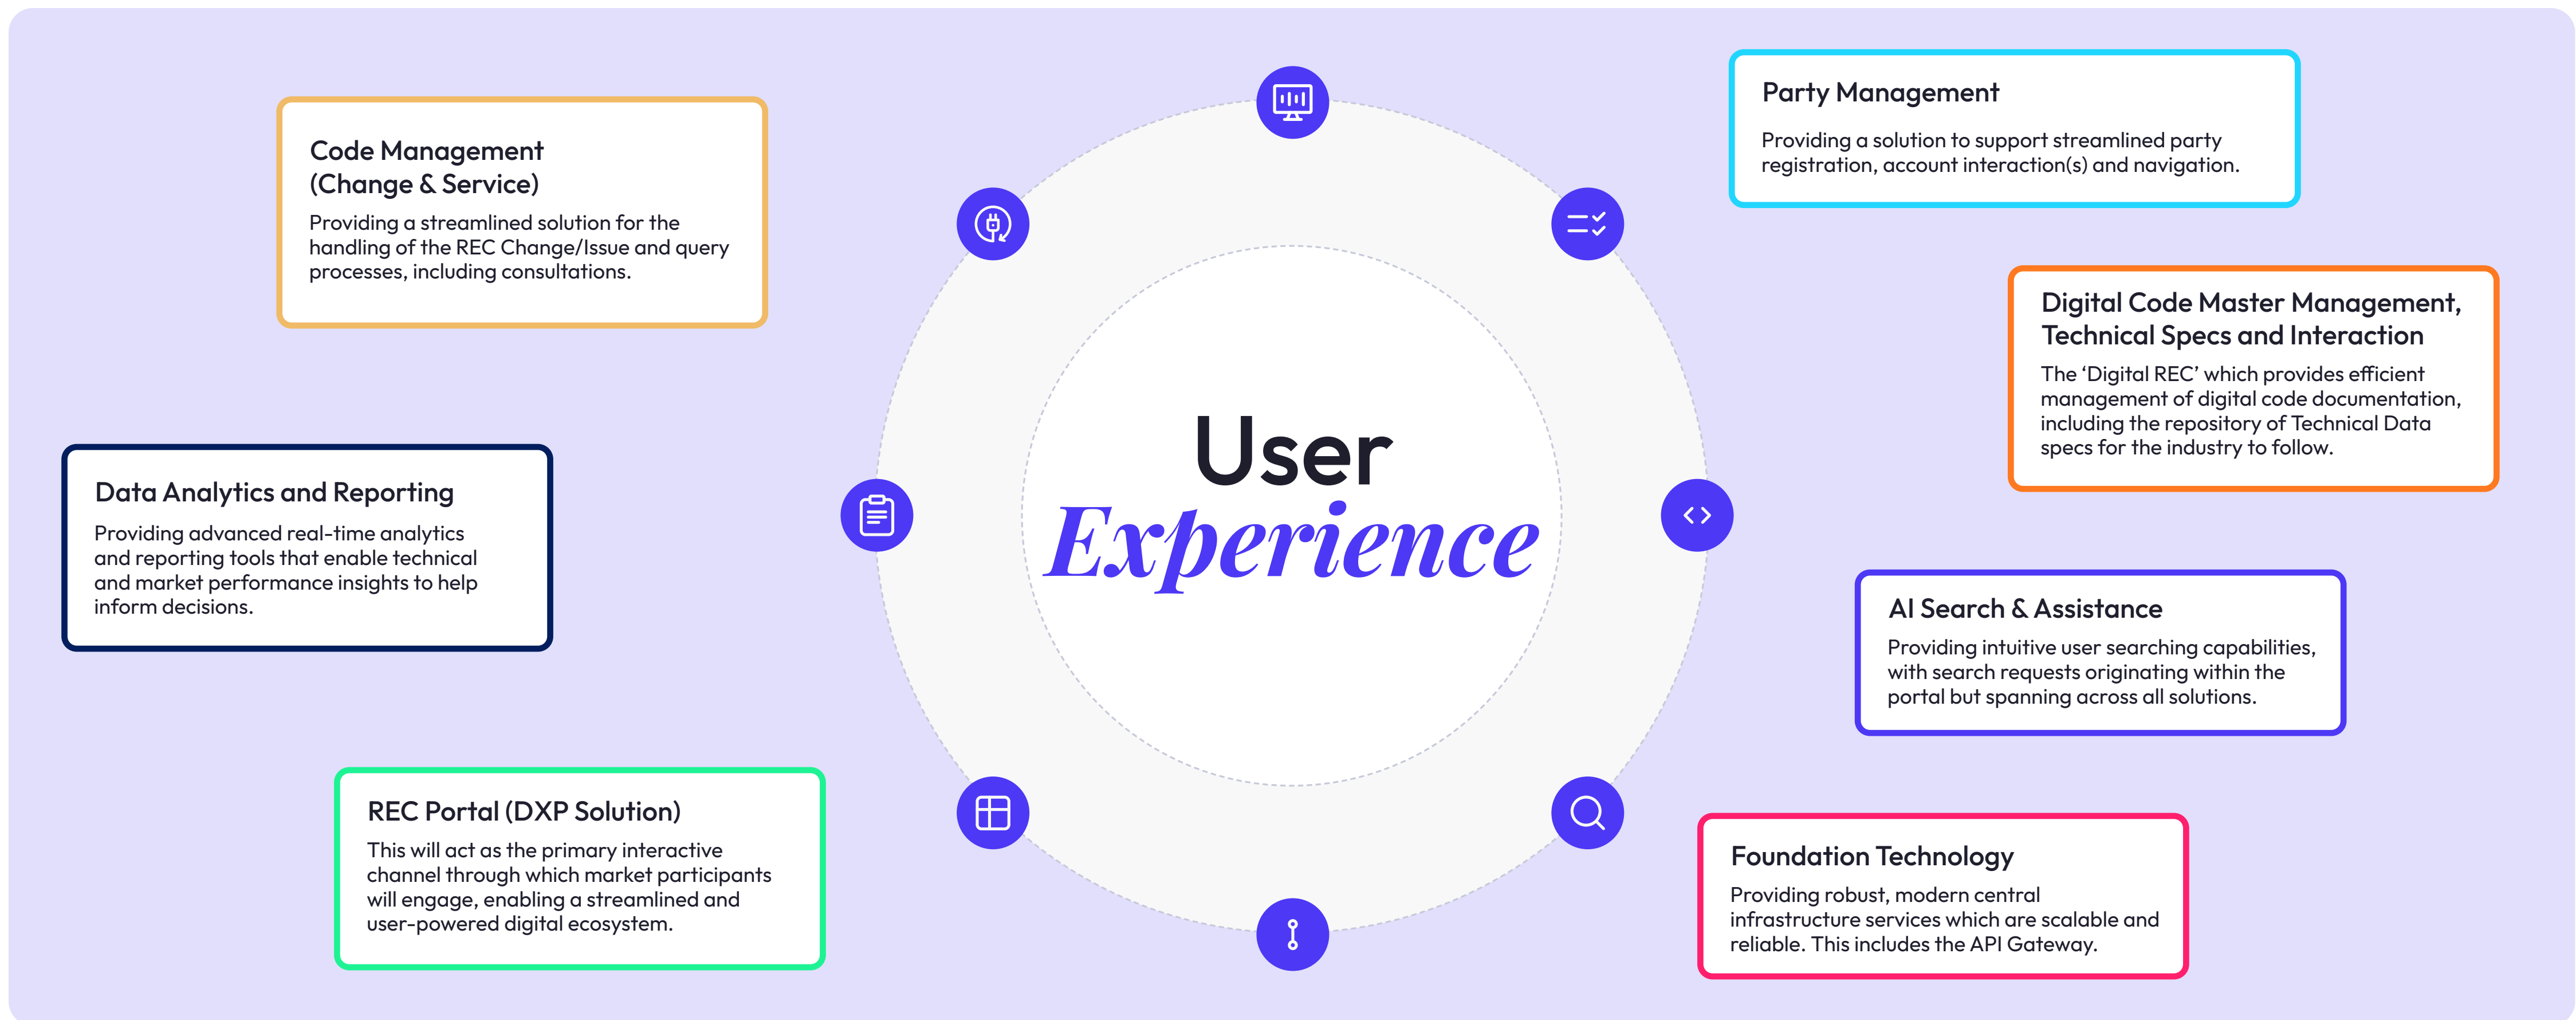 Code Management
(Change & Service)
Providing a streamlined solution for the
handling of the REC Change/Issue and query
processes, including consultations.
Data Analytics and Reporting
Providing advanced real-time analytics
and reporting tools that enable technical
and market performance insights to help
inform decisions.
REC Portal (DXP Solution)
This will act as the primary interactive
channel through which market participants
will engage, enabling a streamlined and
user-powered digital ecosystem.
User
Experience
Party Management
Providing a solution to support streamlined party
registration, account interaction(s) and navigation.
Digital Code Master Management,
Technical Specs and Interaction
The ‘Digital REC’ which provides efficient
management of digital code documentation,
including the repository of Technical Data
specs for the industry to follow.
AI Search & Assistance
Providing intuitive user searching capabilities,
with search requests originating within the
portal but spanning across all solutions.
Foundation Technology
Providing robust, modern central
infrastructure services which are scalable and
reliable. This includes the API Gateway.